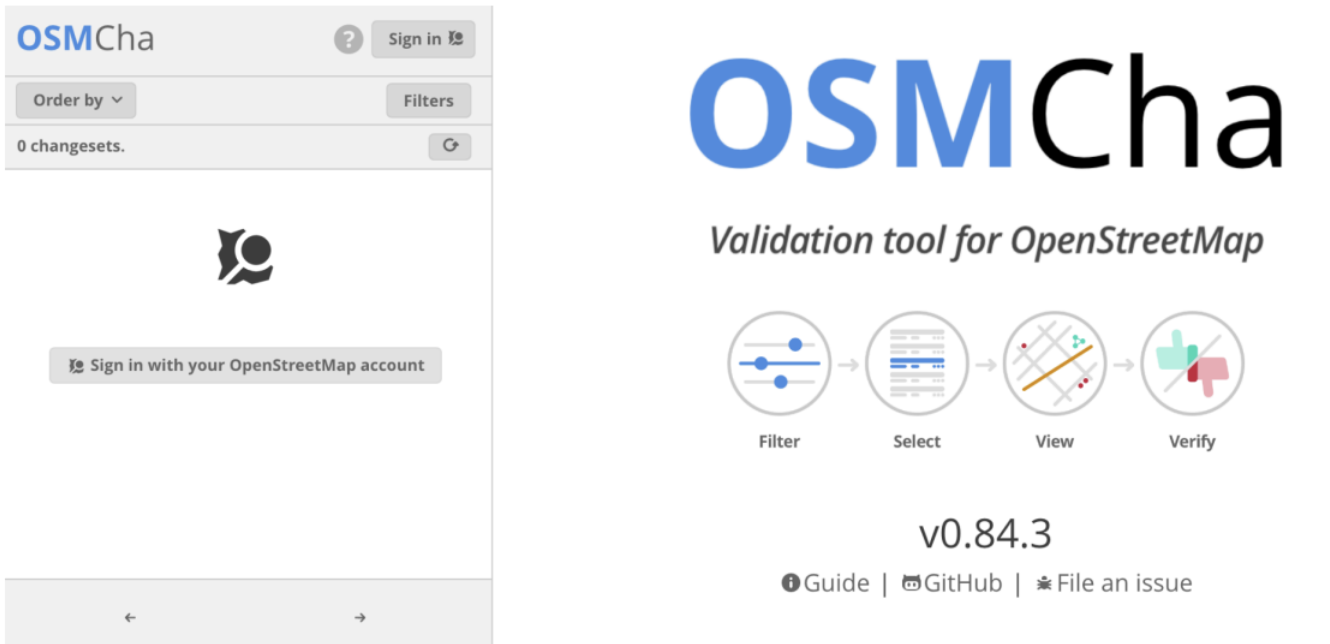 OSMCha
? Sign in
Order by
Filters
0 changesets.
Sign in with your OpenStreetMap account
OSMCha
Validation tool for OpenStreetMap
Filter Select View Verify
v0.84.3
Guide | GitHub | File an issue